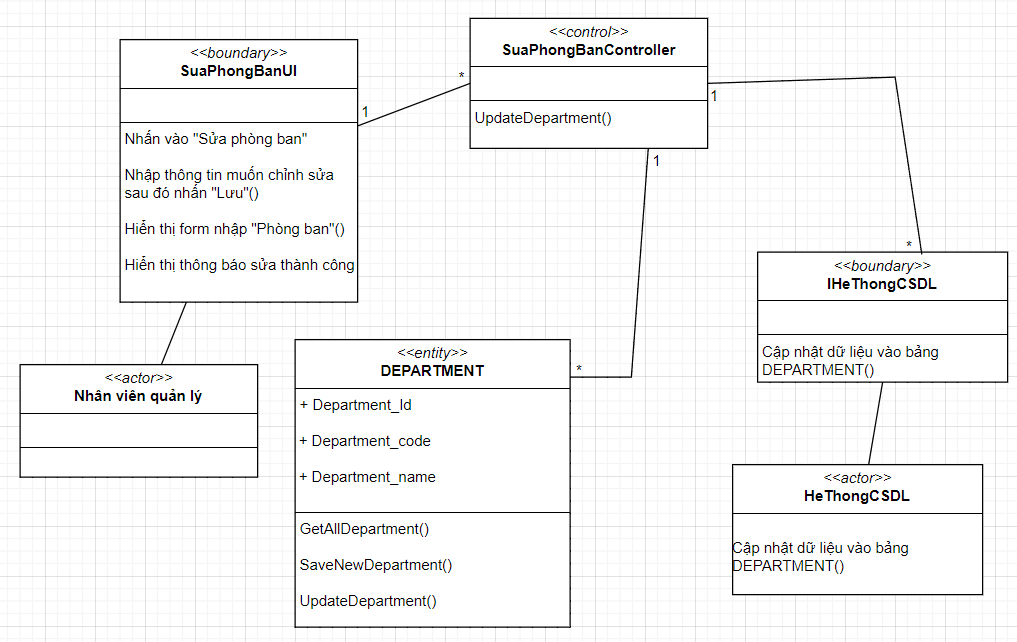 <<boundary>>
SuaPhongBanUI
Nhấn vào "Sửa phòng ban"
Nhập thông tin muốn chỉnh sửa
sau đó nhấn "Lưu"()
Hiển thị form nhập "Phòng ban"()
Hiển thị thông báo sửa thành công
1
*
<<control>>
SuaPhongBanController
UpdateDepartment()
1
1
*
<<boundary>>
IHeThongCSDL
Cập nhật dữ liệu vào bảng
DEPARTMENT()
<<actor>>
Nhân viên quản lý
<<entity>>
DEPARTMENT
*
+ Department_Id
+ Department_code
+ Department_name
GetAllDepartment()
SaveNewDepartment()
UpdateDepartment()
<<actor>>
HeThongCSDL
Cập nhật dữ liệu vào bảng
DEPARTMENT()